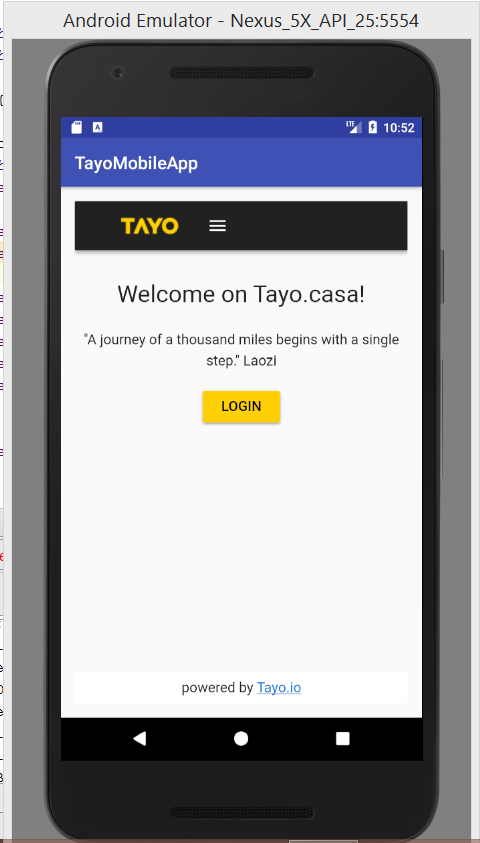 Android Emulator - Nexus_5X_API_25:5554
LTE 10:52
TayoMobileApp
TAYO
Welcome on Tayo.casa!
"A journey of a thousand miles begins with a single
step." Laozi
LOGIN
powered by Tayo.io